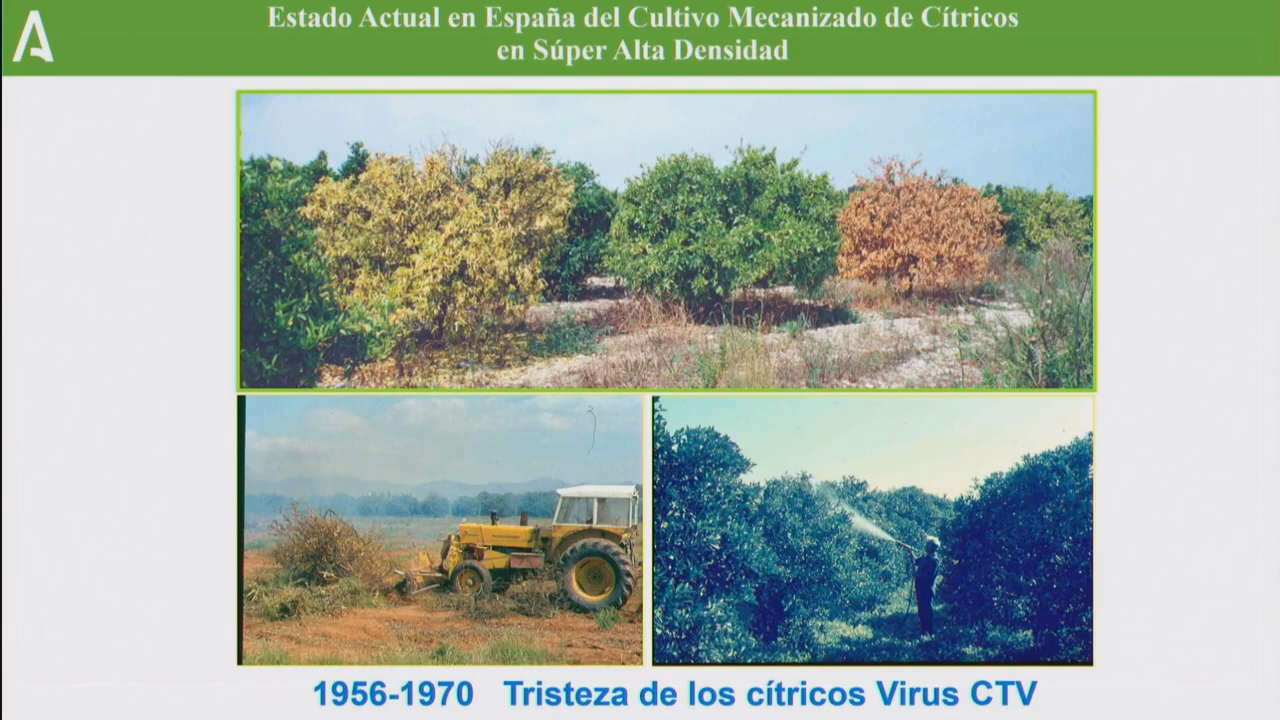 Estado Actual en España del Cultivo Mecanizado de Cítricos
en Súper Alta Densidad
1956-1970 Tristeza de los cítricos Virus CTV